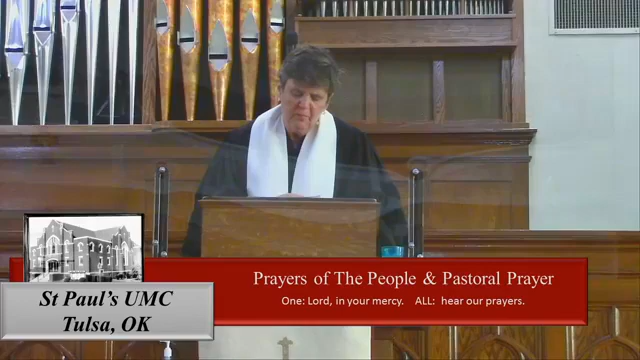 Prayers of The People & Pastoral Prayer
One: Lord, in your mercy. ALL: hear our prayers.
St Paul's UMC
Tulsa, OK